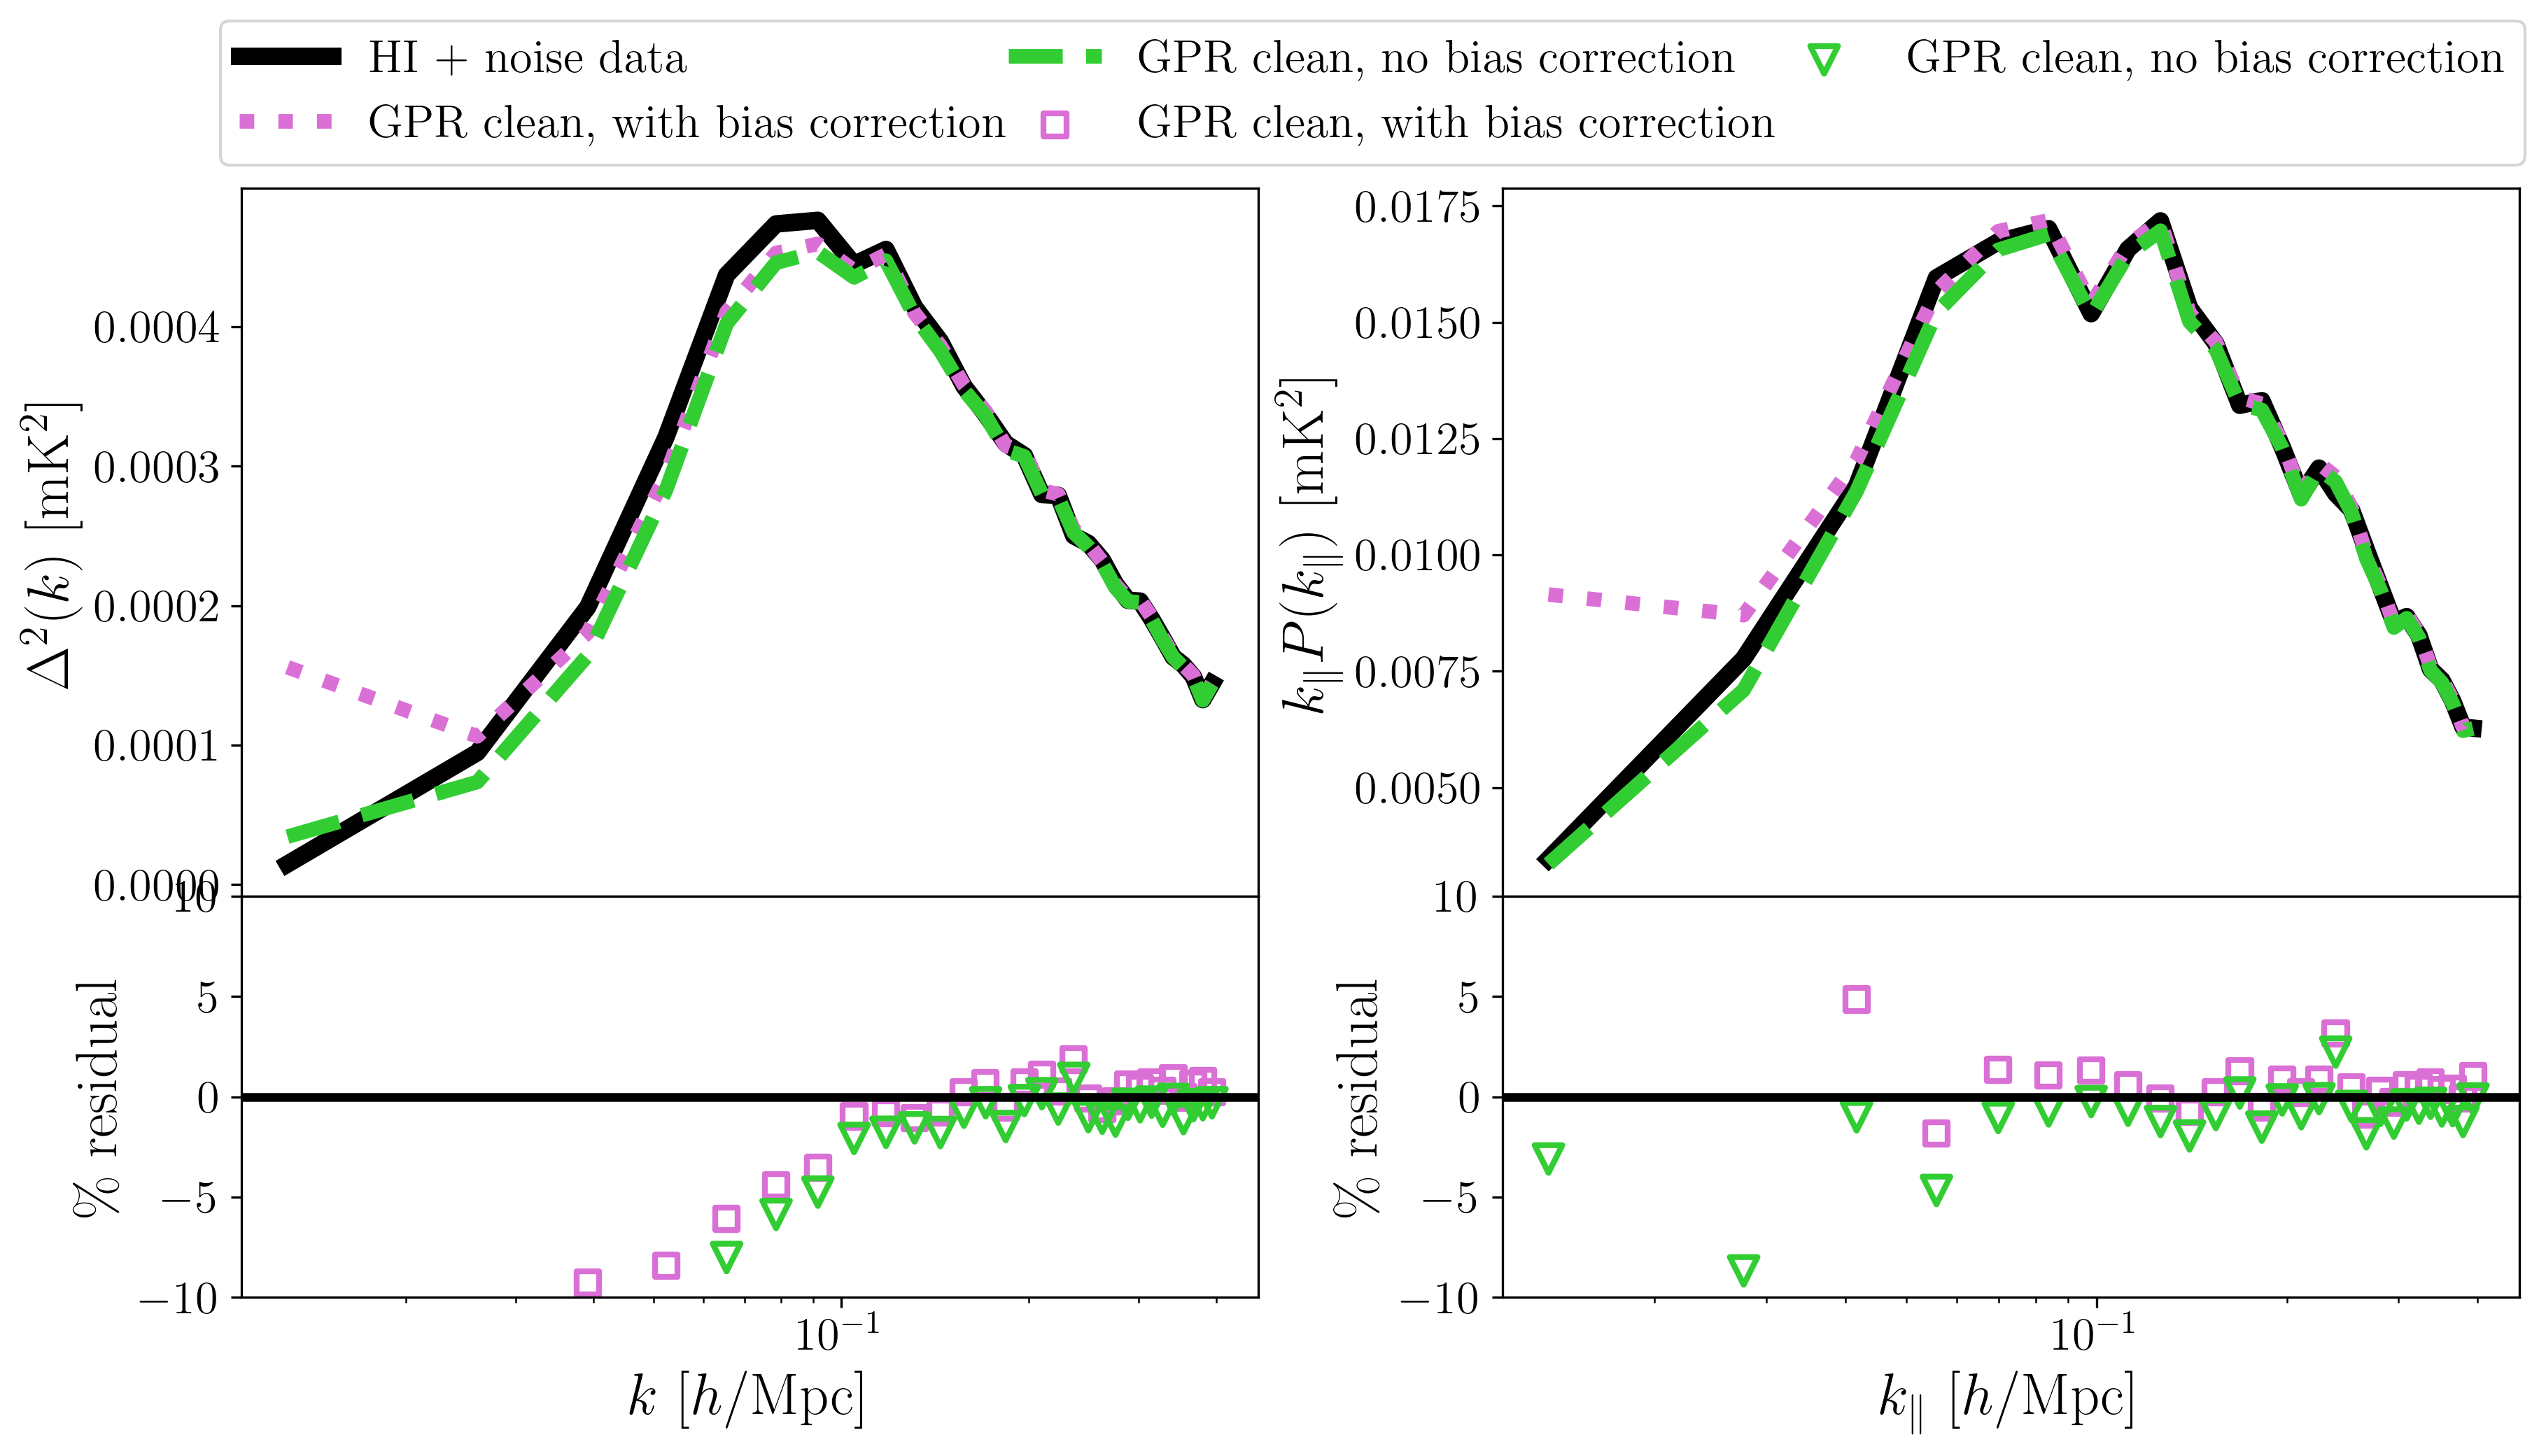 HI + noise data
GPR clean, no bias correction
GPR clean, no bias correction
GPR clean, with bias correction
GPR clean, with bias correction
Δ²(k) [mK²]
0.0004
0.0003
0.0002
0.0001
0.0000
k∥P(k∥) [mK²]
0.0175
0.0150
0.0125
0.0100
0.0075
0.0050
% residual
10
5
0
−5
−10
10⁻¹
k [h/Mpc]
% residual
10
5
0
−5
−10
10⁻¹
k∥ [h/Mpc]